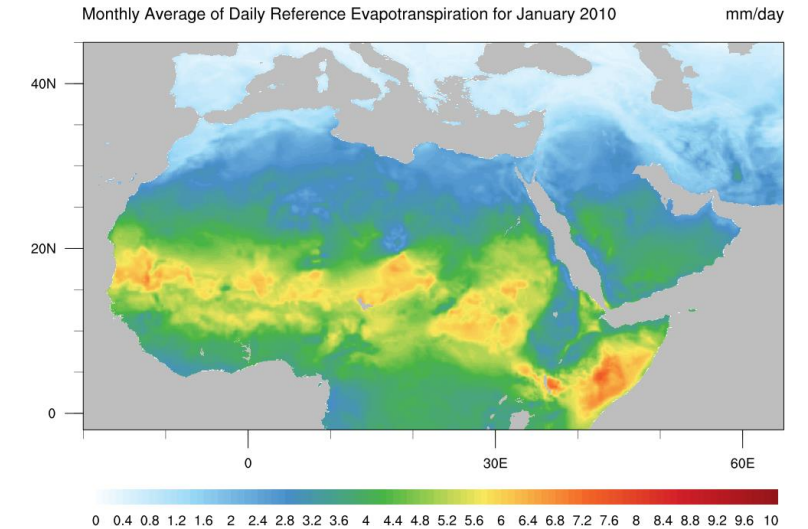 Monthly Average of Daily Reference Evapotranspiration for January 2010 mm/day
40N
20N
0
0 30E 60E
0 0.4 0.8 1.2 1.6 2 2.4 2.8 3.2 3.6 4 4.4 4.8 5.2 5.6 6 6.4 6.8 7.2 7.6 8 8.4 8.8 9.2 9.6 10